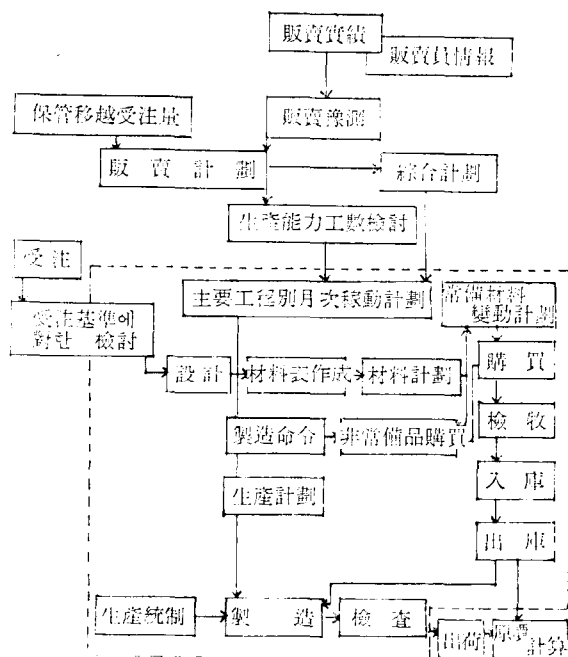 販賣實績
販賣員情報
保管移越受注量
販賣豫測
販賣計劃
綜合計劃
生產能力工數檢討
受注
主要工程別月次稼動計劃
常備材料
變動計劃
受注基準에
對한 檢討
設計
材料表作成
材料計劃
購買
製造命令
非常備品購買
檢收
生產計劃
入庫
出庫
生產統制
製造
檢査
出荷
原價
計算